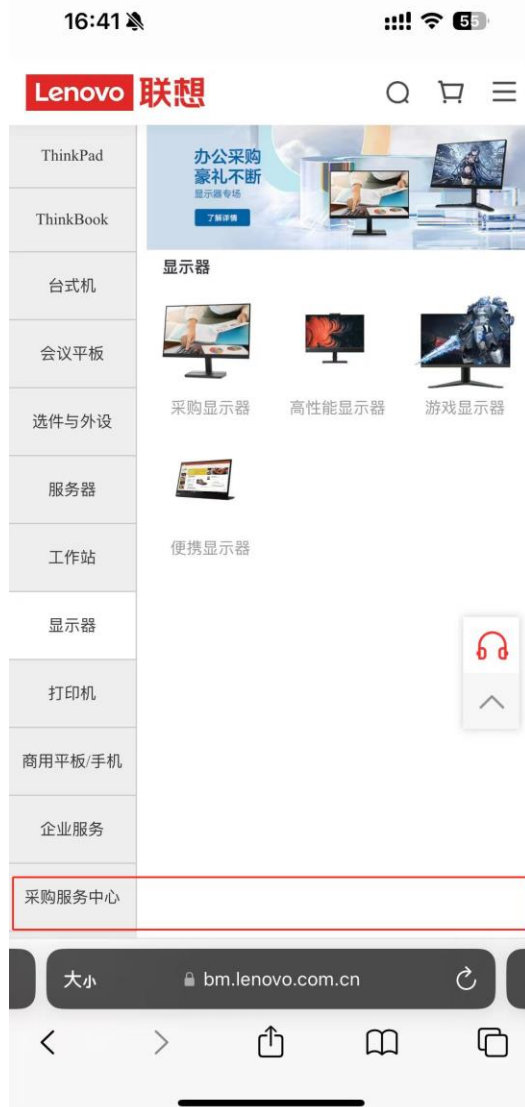 16:41
55
Lenovo 联想
ThinkPad
ThinkBook
台式机
会议平板
选件与外设
服务器
工作站
显示器
打印机
商用平板/手机
企业服务
采购服务中心
办公采购
豪礼不断
显示器专场
了解详情
显示器
采购显示器
高性能显示器
游戏显示器
便携显示器
大小
bm.lenovo.com.cn